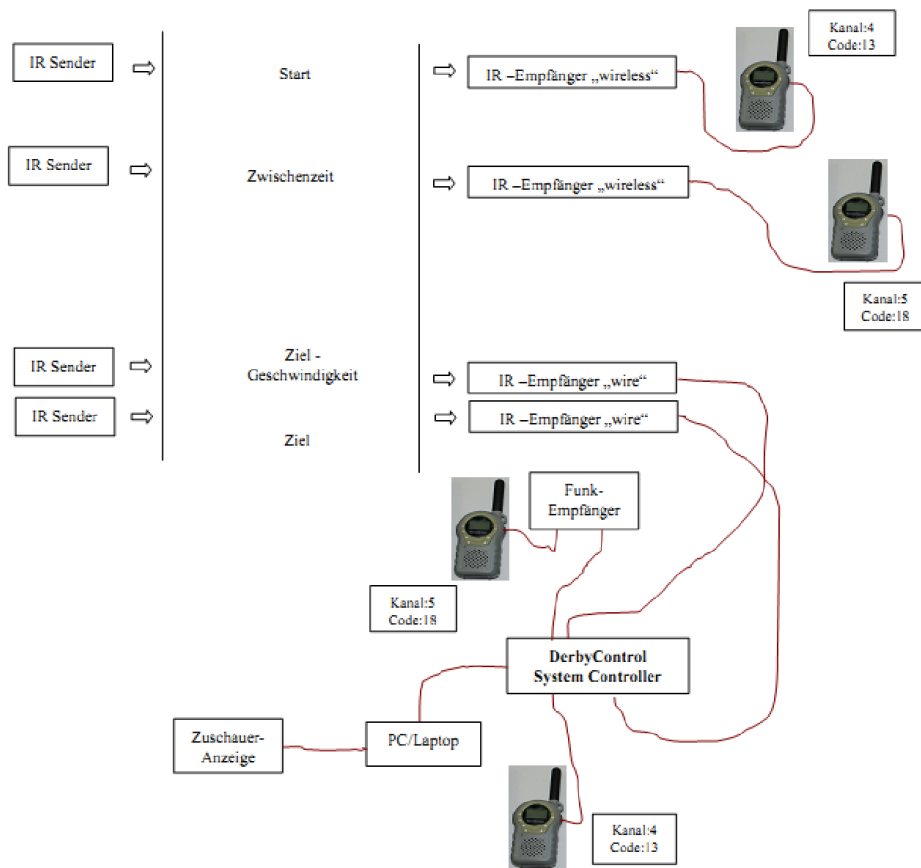 Kanal:4
Code:13
IR Sender
Start
IR –Empfänger „wireless“
IR Sender
Zwischenzeit
IR –Empfänger „wireless“
Kanal:5
Code:18
IR Sender
Ziel -
Geschwindigkeit
IR –Empfänger „wire“
IR Sender
IR –Empfänger „wire“
Ziel
Funk-
Empfänger
Kanal:5
Code:18
DerbyControl
System Controller
Zuschauer-
Anzeige
PC/Laptop
Kanal:4
Code:13